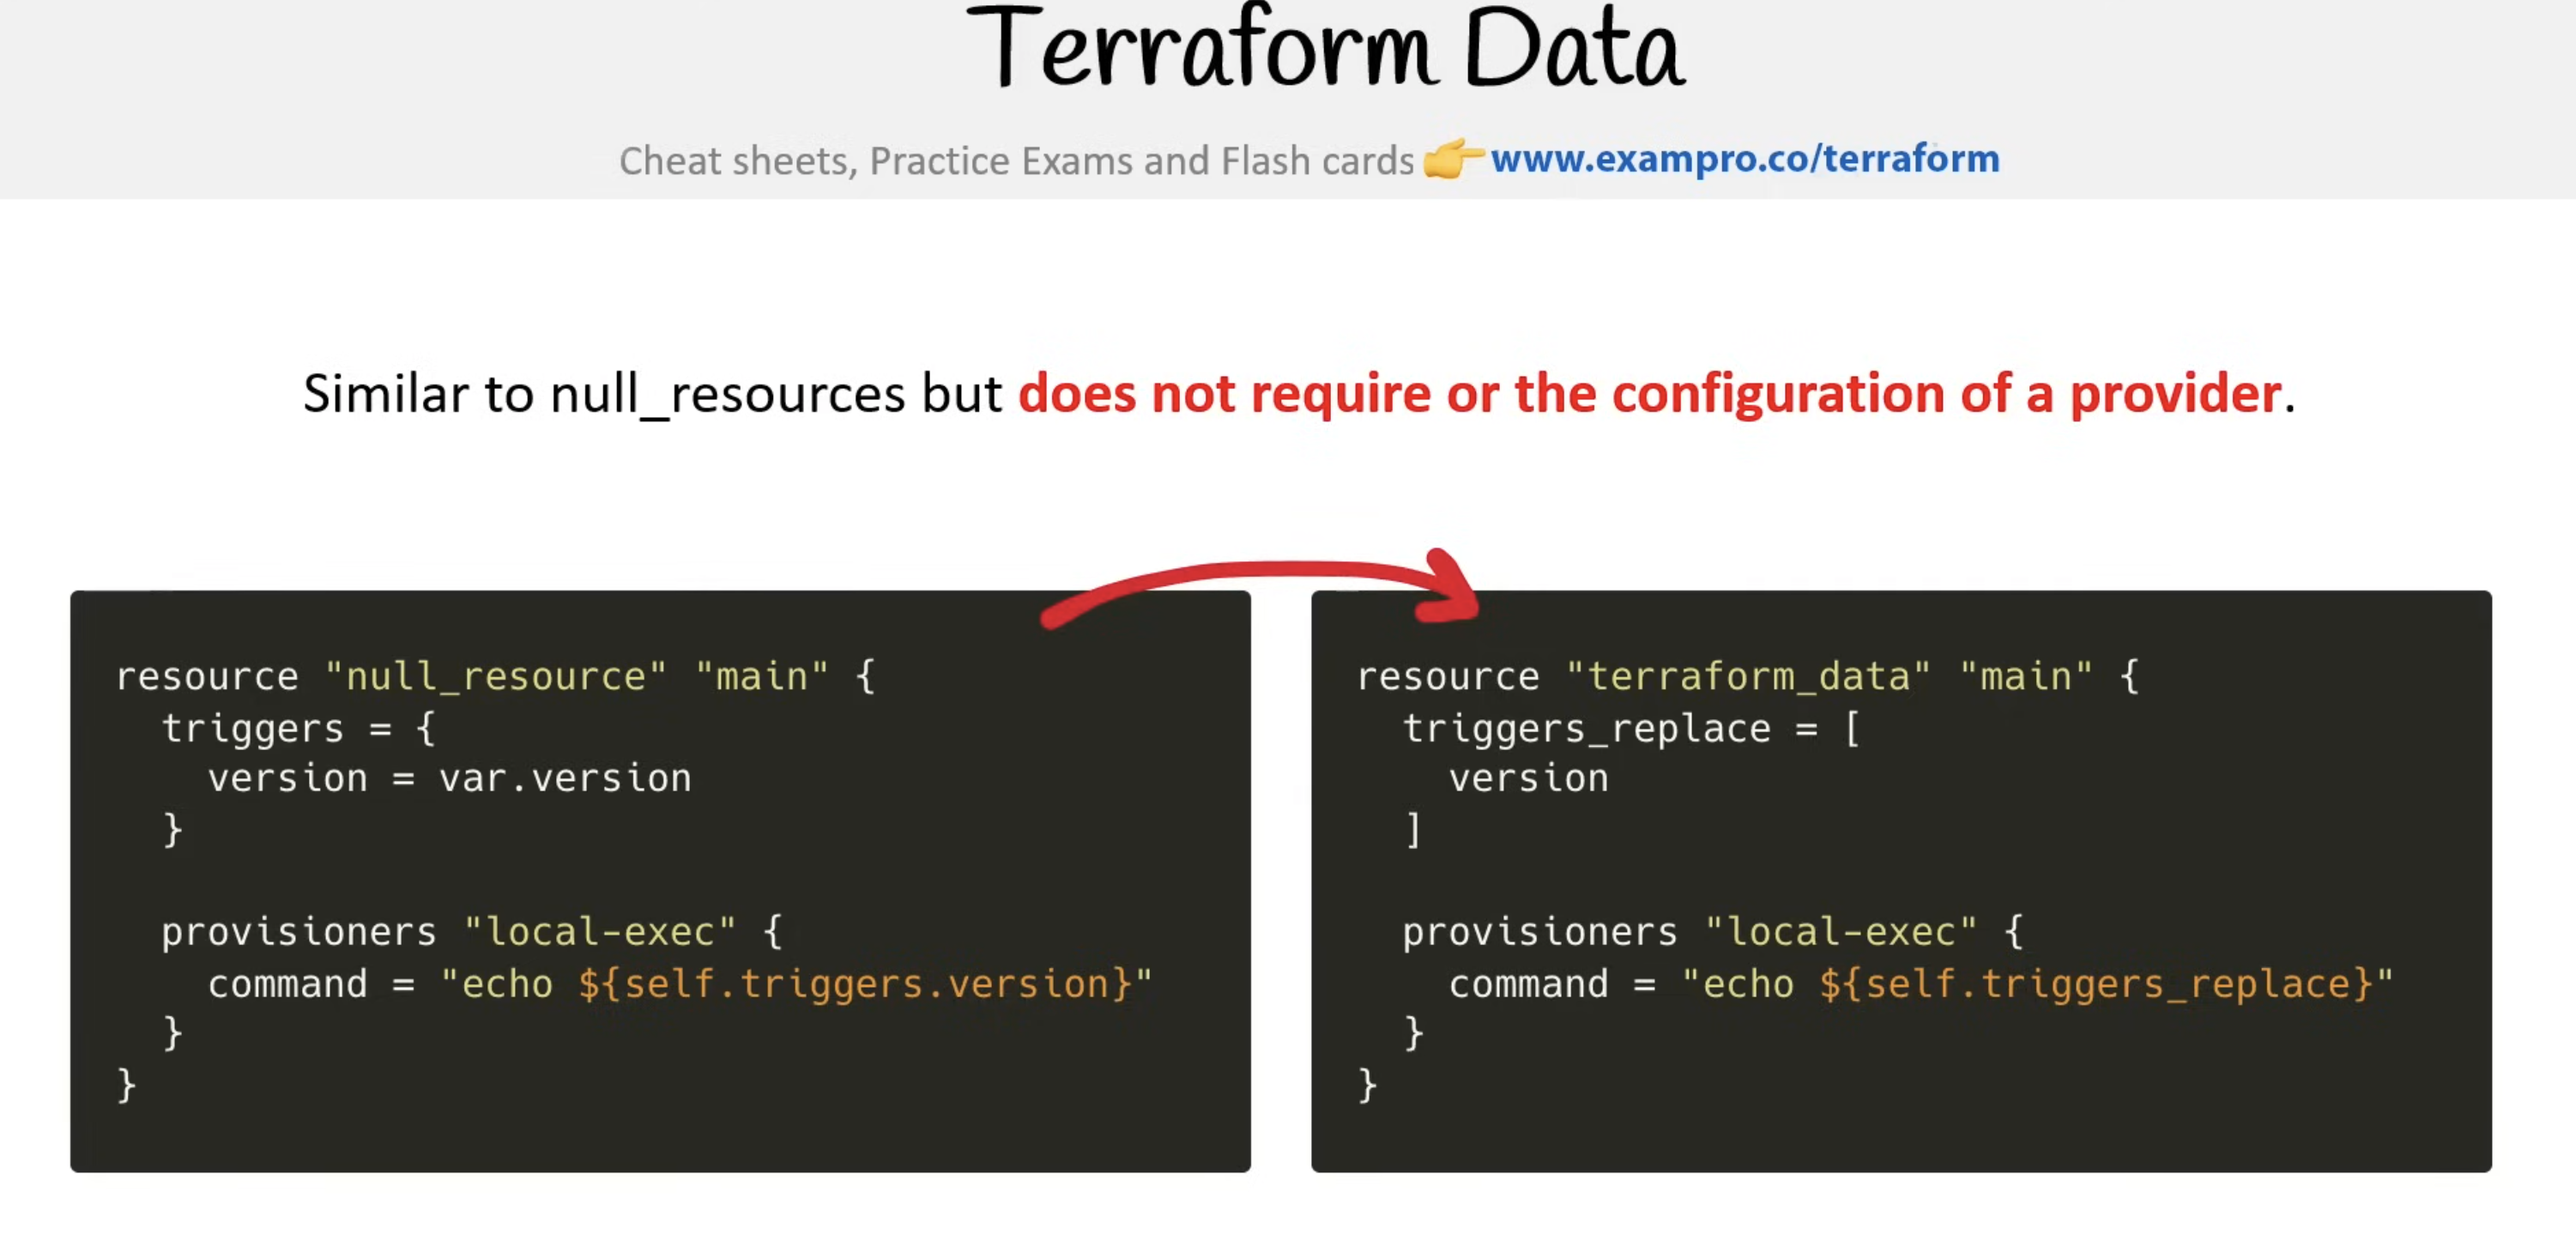 Terraform Data
Cheat sheets, Practice Exams and Flash cards 👉 www.exampro.co/terraform
Similar to null_resources but does not require or the configuration of a provider.
resource "null_resource" "main" {
  triggers = {
    version = var.version
  }

  provisioners "local-exec" {
    command = "echo ${self.triggers.version}"
  }
}
resource "terraform_data" "main" {
  triggers_replace = [
    version
  ]

  provisioners "local-exec" {
    command = "echo ${self.triggers_replace}"
  }
}